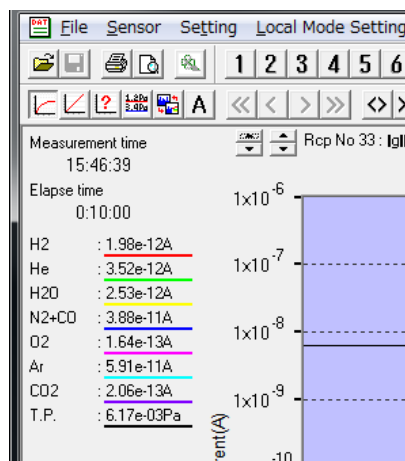 File Sensor Setting Local Mode Setting
1 2 3 4 5 6
A
Measurement time
15:46:39
Elapse time
0:10:00
Rcp No 33 :
H2 : 1.98e-12A
He : 3.52e-12A
H2O : 2.53e-12A
N2+CO : 3.88e-11A
O2 : 1.64e-13A
Ar : 5.91e-11A
CO2 : 2.06e-13A
T.P. : 6.17e-03Pa
1x10-6
1x10-7
1x10-8
1x10-9
-10
rent(A)